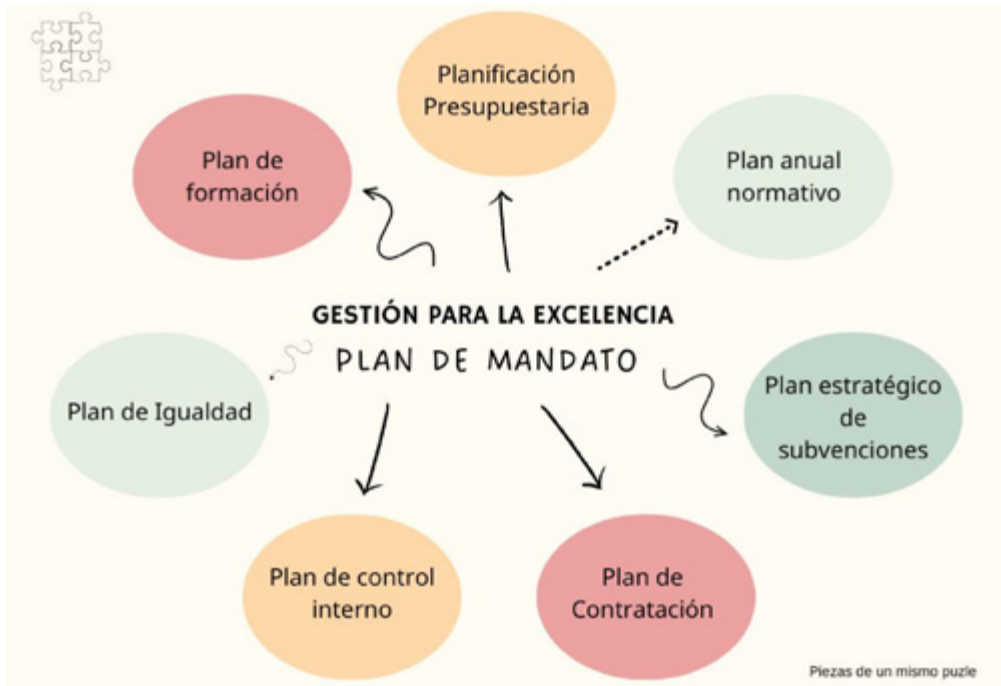 Planificación
Presupuestaria
Plan de
formación
Plan anual
normativo
GESTIÓN PARA LA EXCELENCIA
PLAN DE MANDATO
Plan de Igualdad
Plan estratégico
de
subvenciones
Plan de control
interno
Plan de
Contratación
Piezas de un mismo puzle